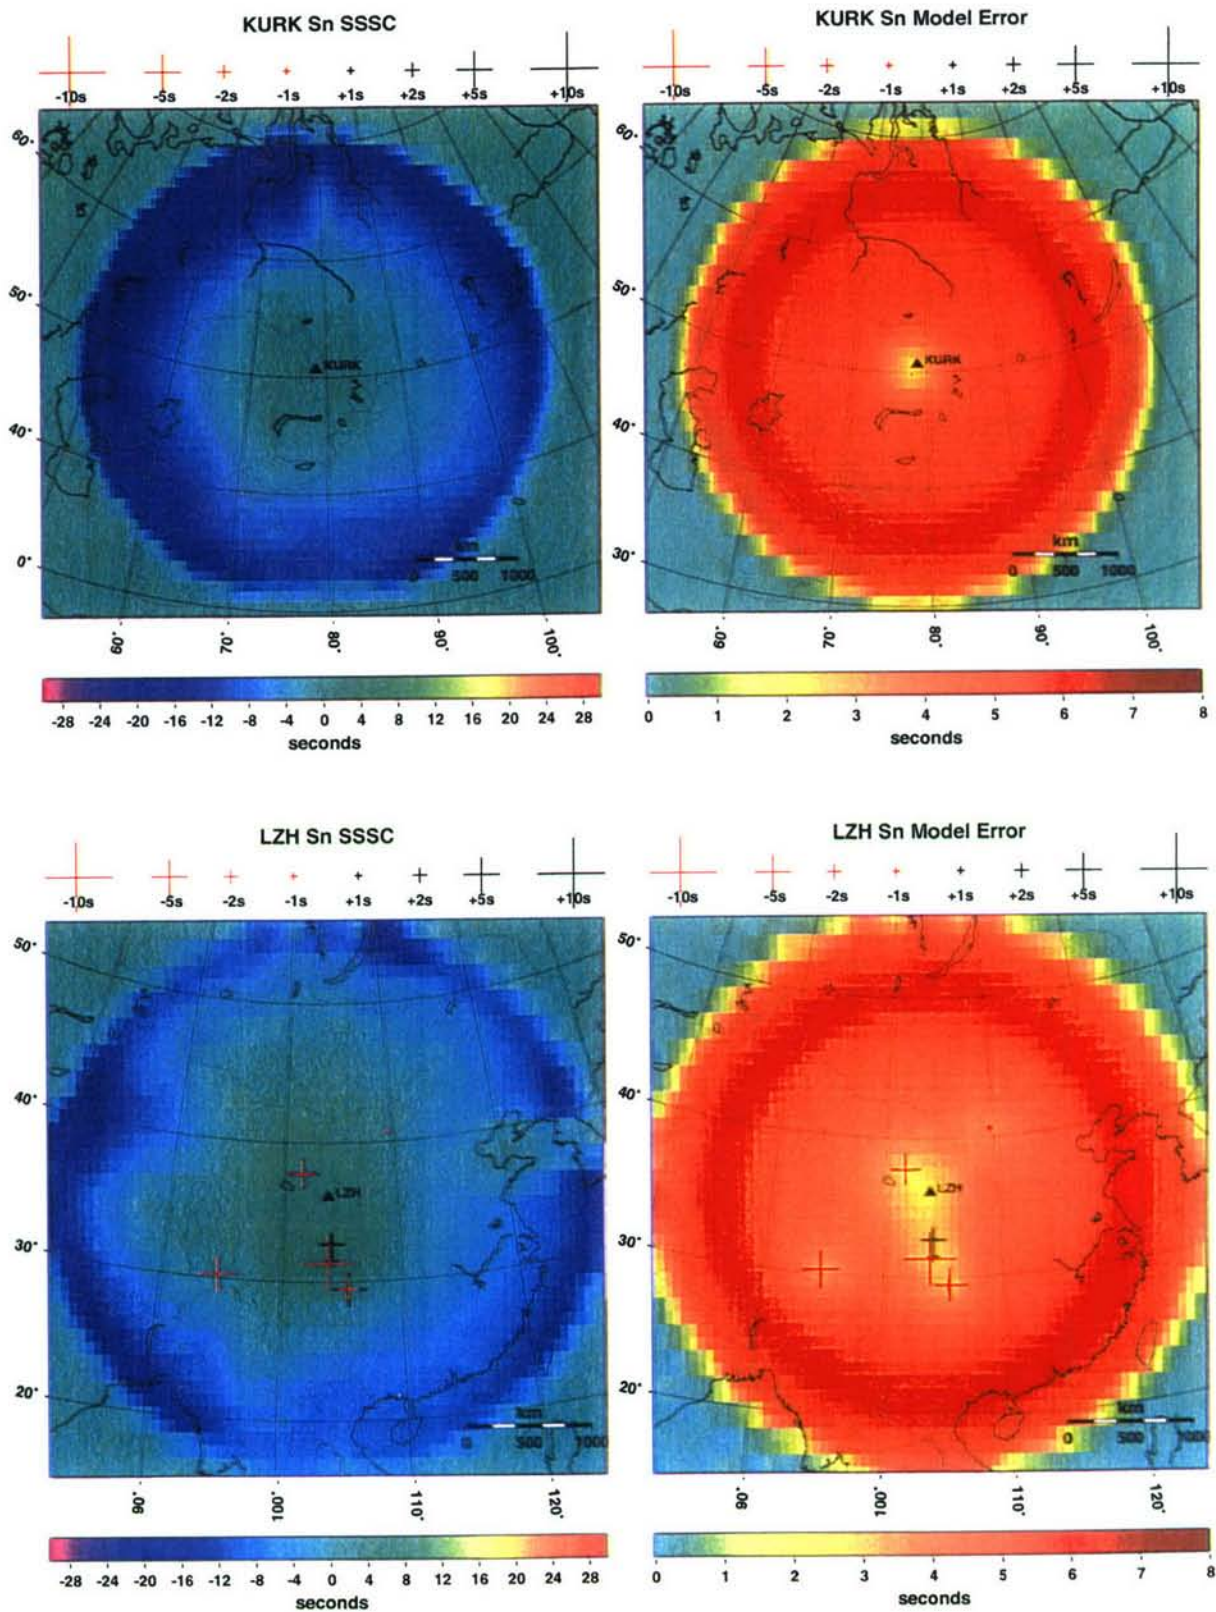 KURK Sn SSSC
-10s -5s -2s -1s +1s +2s +5s +10s
60°
50°
40°
0°
KURK
km
0 500 1000
60° 70° 80° 90° 100°
-28 -24 -20 -16 -12 -8 -4 0 4 8 12 16 20 24 28
seconds
KURK Sn Model Error
-10s -5s -2s -1s +1s +2s +5s +10s
60°
50°
40°
30°
KURK
km
0 500 1000
60° 70° 80° 90° 100°
0 1 2 3 4 5 6 7 8
seconds
LZH Sn SSSC
-10s -5s -2s -1s +1s +2s +5s +10s
50°
40°
30°
20°
LZH
km
0 500 1000
90° 100° 110° 120°
-28 -24 -20 -16 -12 -8 -4 0 4 8 12 16 20 24 28
seconds
LZH Sn Model Error
-10s -5s -2s -1s +1s +2s +5s +10s
50°
40°
30°
20°
LZH
km
0 500 1000
90° 100° 110° 120°
0 1 2 3 4 5 6 7 8
seconds